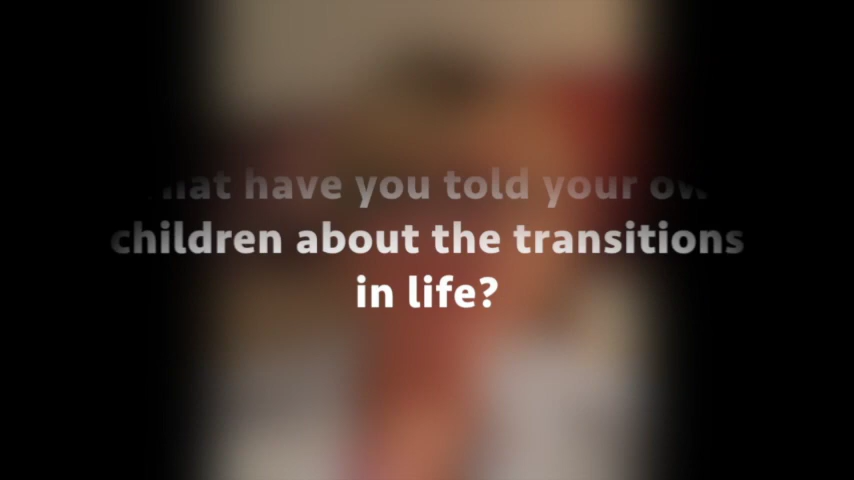 have you told your
children about the transitions
in life?